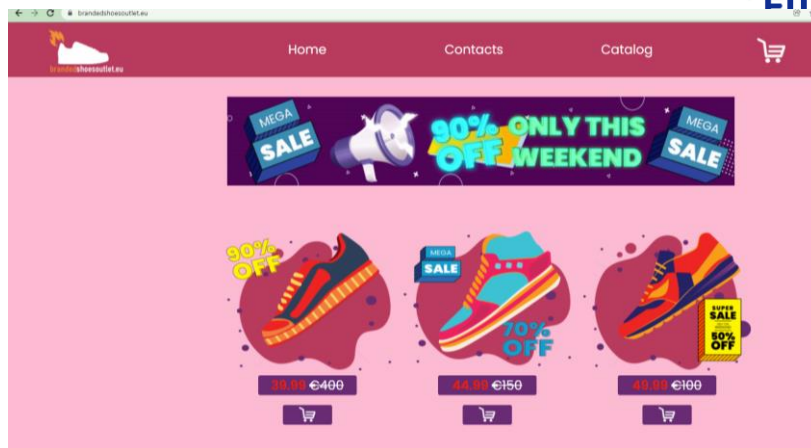 brandedshoesoutlet.eu
brandedshoesoutlet.eu
Home
Contacts
Catalog
MEGA
SALE
90% OFF
ONLY THIS
WEEKEND
MEGA
SALE
90%
OFF
MEGA
SALE
70%
OFF
SUPER
SALE
50%
OFF
39.99 €400
44.99 €150
49.99 €100